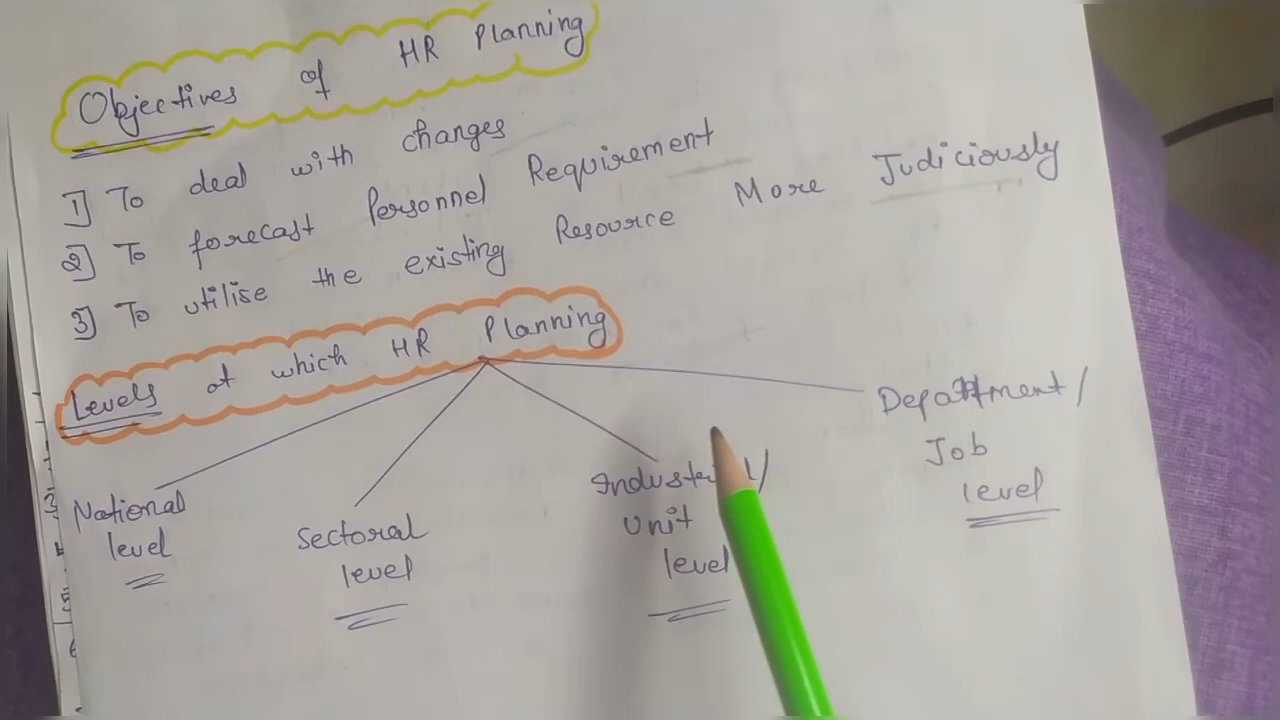 Objectives of HR Planning
1] To deal with changes
2] To forecast Personnel Requirement
3] To utilise the existing Resource More Judiciously
Levels at which HR Planning
National level
Sectoral level
Unit level
Department/ Job level